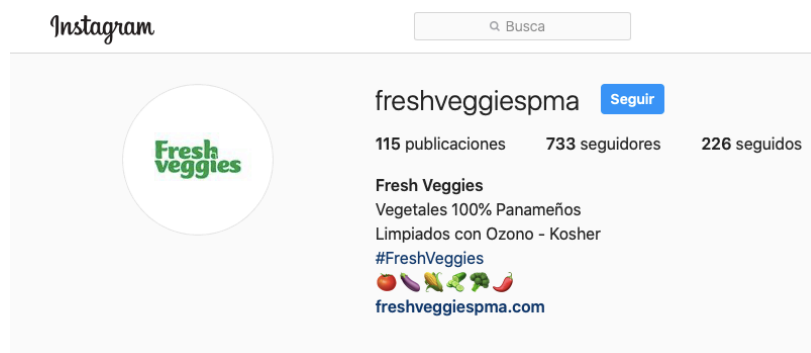 Instagram
Busca
Fresh
veggies
freshveggiespma Seguir
115 publicaciones 733 seguidores 226 seguidos
Fresh Veggies
Vegetales 100% Panameños
Limpiados con Ozono - Kosher
#FreshVeggies
🍅🍆🌽🥒🥦🌶️
freshveggiespma.com